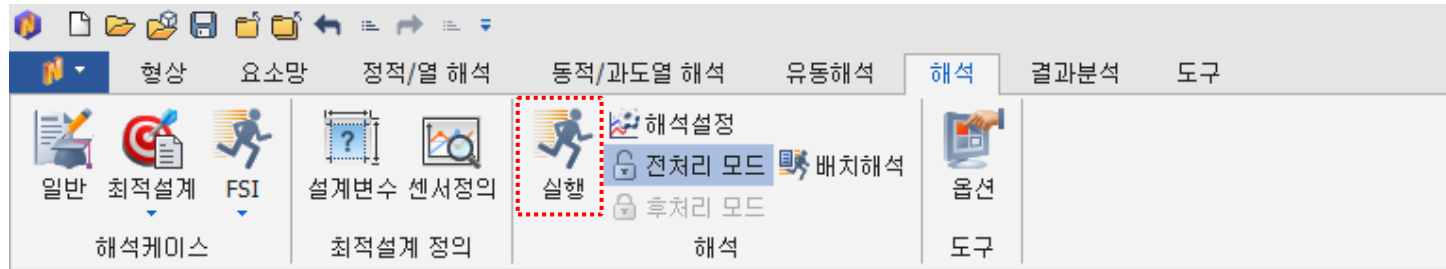 형상 요소망 정적/열 해석 동적/과도열 해석 유동해석 해석 결과분석 도구
일반 최적설계 FSI
해석케이스
설계변수 센서정의
최적설계 정의
실행
해석설정
전처리 모드
후처리 모드
배치해석
해석
옵션
도구